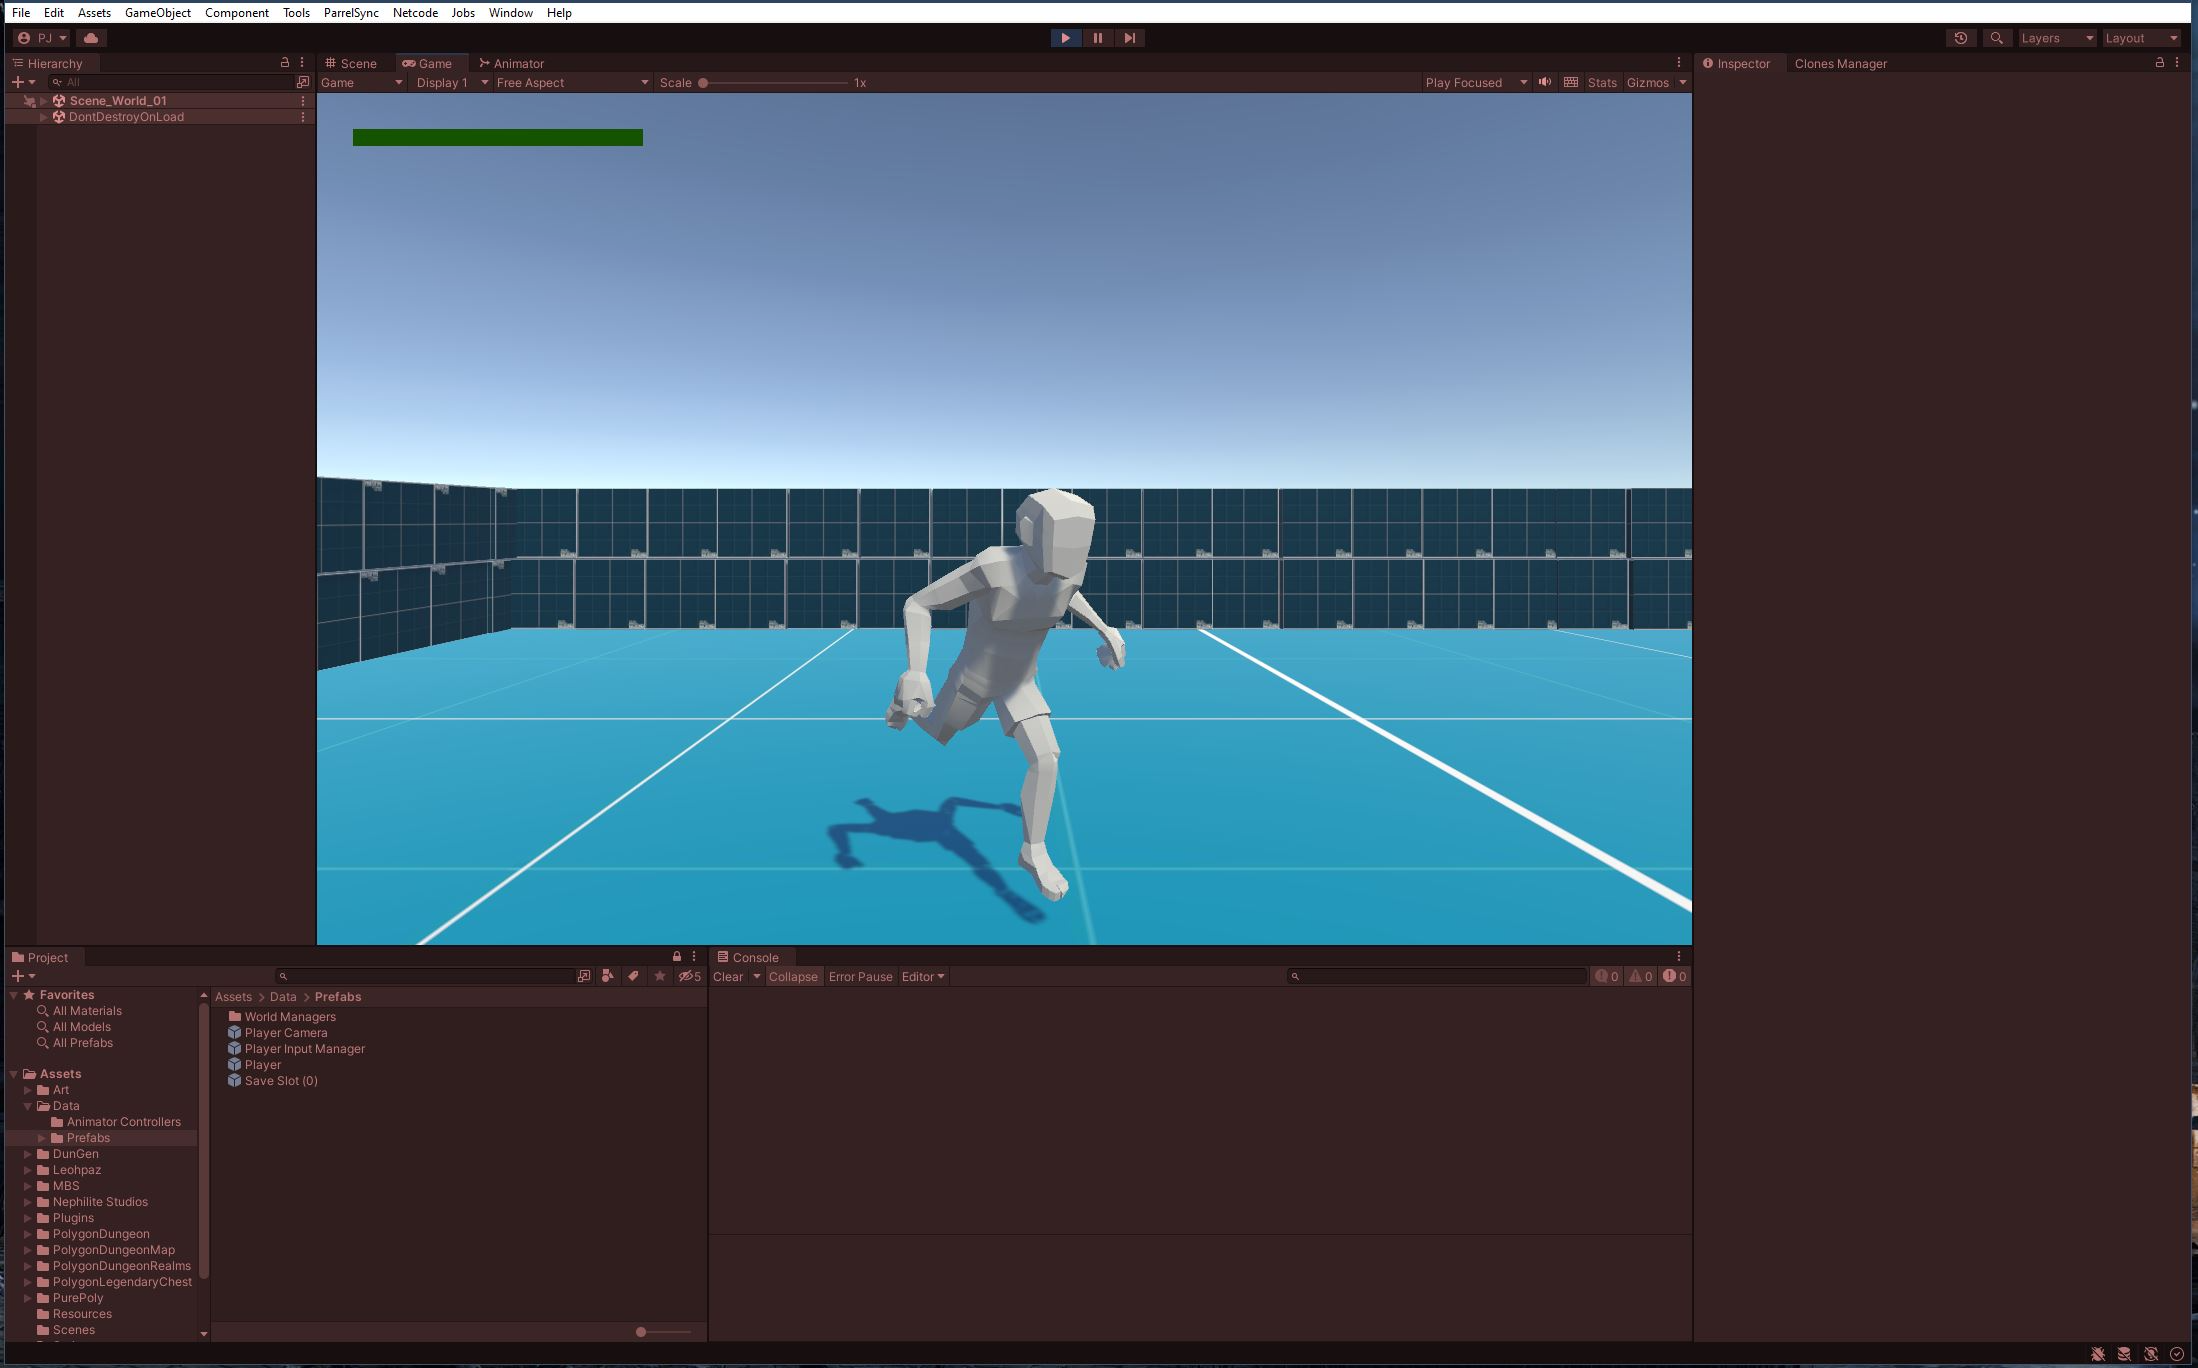 File Edit Assets GameObject Component Tools ParrelSync Netcode Jobs Window Help
PJ Layers Layout
Hierarchy
All
Scene_World_01
DontDestroyOnLoad
Scene Game Animator
Game Display 1 Free Aspect Scale 1x Play Focused Stats Gizmos
Inspector Clones Manager
Project
5
Favorites
All Materials
All Models
All Prefabs
Assets
Art
Data
Animator Controllers
Prefabs
DunGen
Leohpaz
MBS
Nephilite Studios
Plugins
PolygonDungeon
PolygonDungeonMap
PolygonDungeonRealms
PolygonLegendaryChest
PurePoly
Resources
Scenes
Assets > Data > Prefabs
World Managers
Player Camera
Player Input Manager
Player
Save Slot (0)
Console
Clear Collapse Error Pause Editor 0 0 0